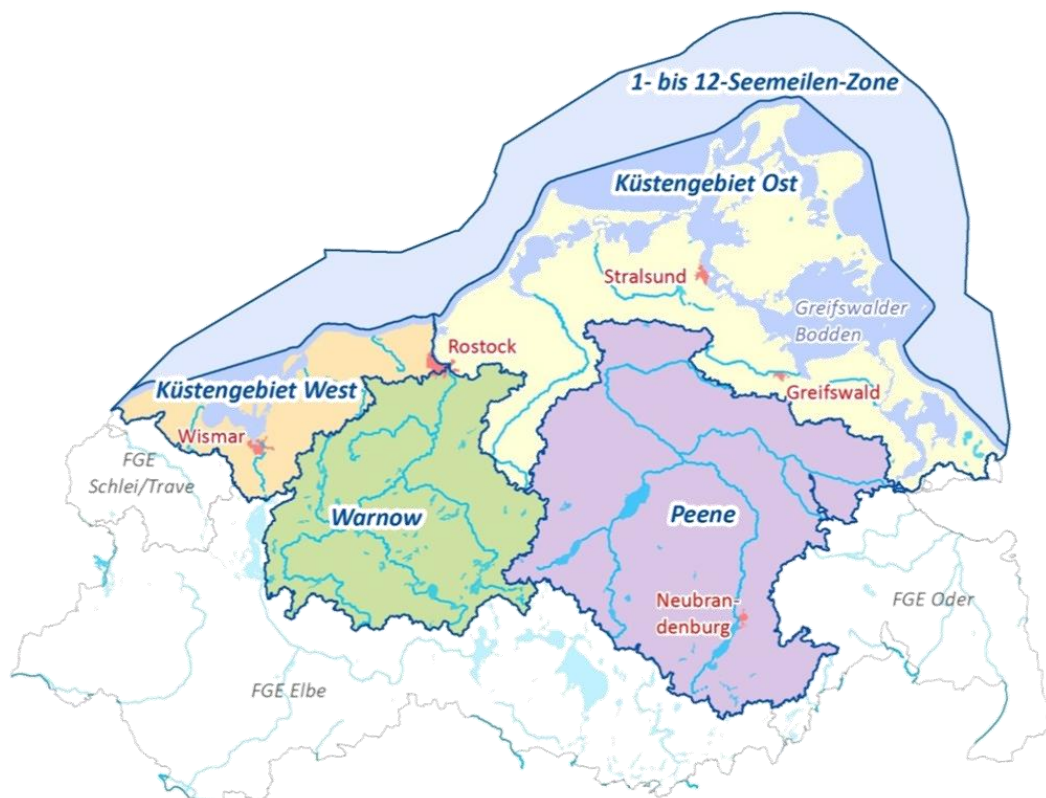 1- bis 12-Seemeilen-Zone
Küstengebiet Ost
Stralsund
Greifswalder
Bodden
Rostock
Küstengebiet West
Greifswald
Wismar
FGE
Schlei/Trave
Warnow
Peene
Neubran-
denburg
FGE Oder
FGE Elbe